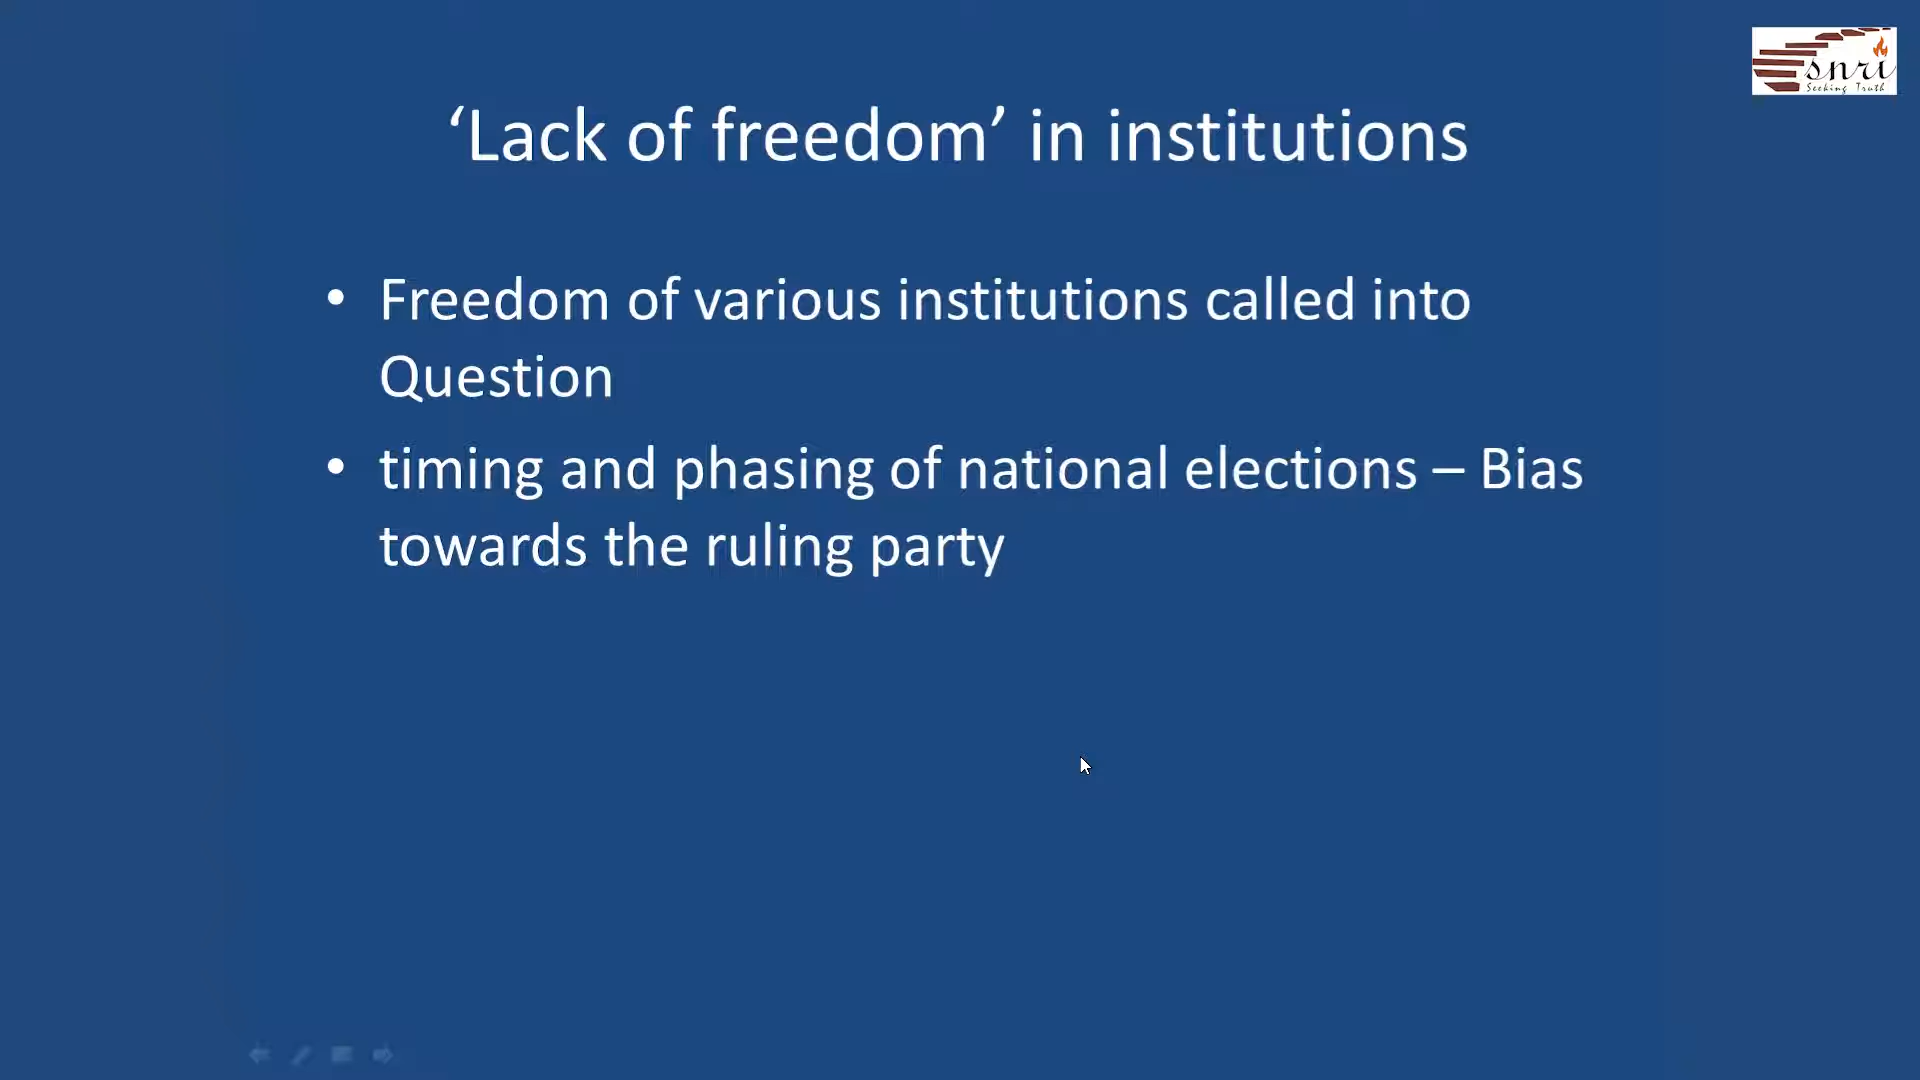 snri
Seeking Truth
‘Lack of freedom’ in institutions
• Freedom of various institutions called into
Question
• timing and phasing of national elections – Bias
towards the ruling party